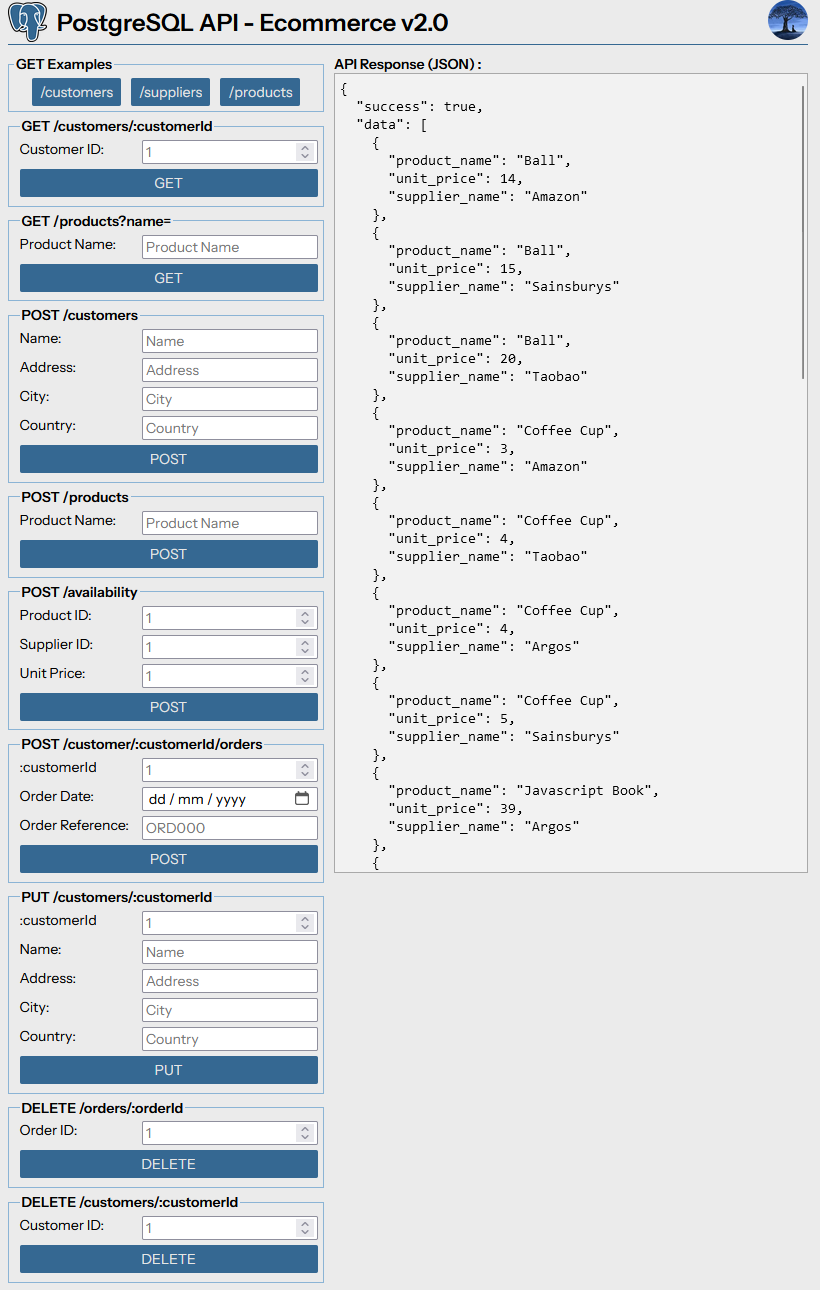 PostgreSQL API - Ecommerce v2.0
GET Examples
/customers /suppliers /products
GET /customers/:customerId
Customer ID: 1
GET
GET /products?name=
Product Name: Product Name
GET
POST /customers
Name: Name
Address: Address
City: City
Country: Country
POST
POST /products
Product Name: Product Name
POST
POST /availability
Product ID: 1
Supplier ID: 1
Unit Price: 1
POST
POST /customer/:customerId/orders
:customerId 1
Order Date: dd / mm / yyyy
Order Reference: ORD000
POST
PUT /customers/:customerId
:customerId 1
Name: Name
Address: Address
City: City
Country: Country
PUT
DELETE /orders/:orderId
Order ID: 1
DELETE
DELETE /customers/:customerId
Customer ID: 1
DELETE
API Response (JSON) :
{
"success": true,
"data": [
{
"product_name": "Ball",
"unit_price": 14,
"supplier_name": "Amazon"
},
{
"product_name": "Ball",
"unit_price": 15,
"supplier_name": "Sainsburys"
},
{
"product_name": "Ball",
"unit_price": 20,
"supplier_name": "Taobao"
},
{
"product_name": "Coffee Cup",
"unit_price": 3,
"supplier_name": "Amazon"
},
{
"product_name": "Coffee Cup",
"unit_price": 4,
"supplier_name": "Taobao"
},
{
"product_name": "Coffee Cup",
"unit_price": 4,
"supplier_name": "Argos"
},
{
"product_name": "Coffee Cup",
"unit_price": 5,
"supplier_name": "Sainsburys"
},
{
"product_name": "Javascript Book",
"unit_price": 39,
"supplier_name": "Argos"
},
{